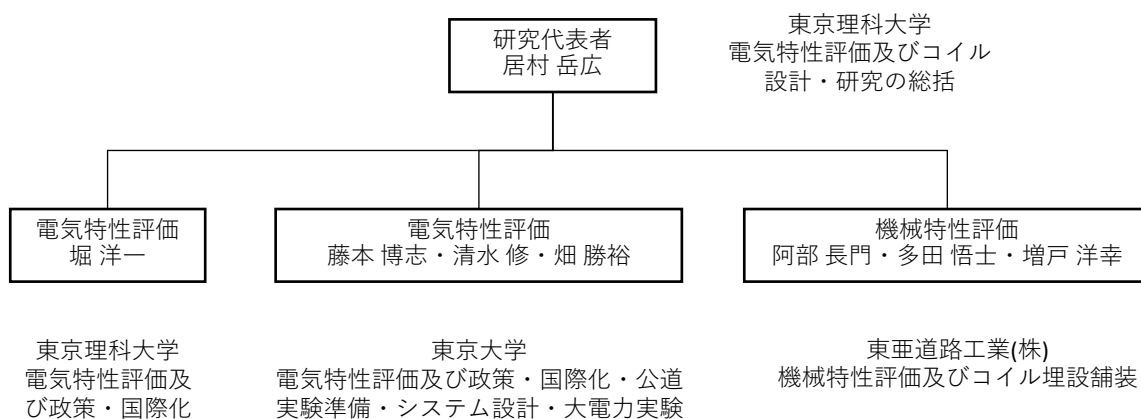 研究代表者
居村 岳広
東京理科大学
電気特性評価及びコイル
設計・研究の総括
電気特性評価
堀 洋一
電気特性評価
藤本 博志・清水 修・畑 勝裕
機械特性評価
阿部 長門・多田 悟士・増戸 洋幸
東京理科大学
電気特性評価及
び政策・国際化
東京大学
電気特性評価及び政策・国際化・公道
実験準備・システム設計・大電力実験
東亜道路工業(株)
機械特性評価及びコイル埋設舗装